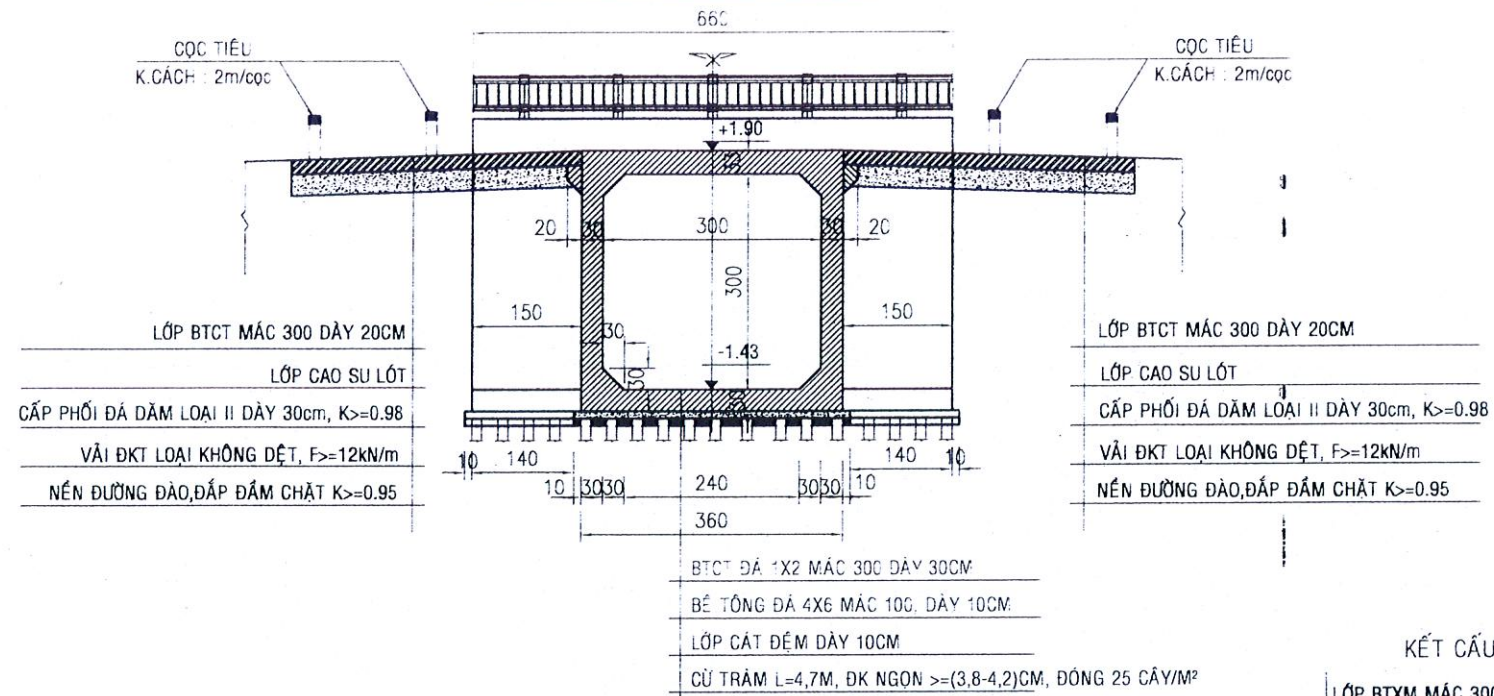 660
CỌC TIÊU
K.CÁCH : 2m/cọc
CỌC TIÊU
K.CÁCH : 2m/cọc
+1.90
33
20 30 300 30 20
300
150 150
30
-1.43
30
30
LỚP BTCT MÁC 300 DÀY 20CM
LỚP CAO SU LÓT
CẤP PHỐI ĐÁ DĂM LOẠI II DÀY 30cm, K>=0.98
VẢI ĐKT LOẠI KHÔNG DỆT, F>=12kN/m
NỀN ĐƯỜNG ĐÀO,ĐẮP ĐẦM CHẶT K>=0.95
LỚP BTCT MÁC 300 DÀY 20CM
LỚP CAO SU LÓT
CẤP PHỐI ĐÁ DĂM LOẠI II DÀY 30cm, K>=0.98
VẢI ĐKT LOẠI KHÔNG DỆT, F>=12kN/m
NỀN ĐƯỜNG ĐÀO,ĐẮP ĐẦM CHẶT K>=0.95
10 140 140 10
10 30 30 240 30 30 10
360
BTCT ĐÁ 1X2 MÁC 300 DÀY 30CM
BÊ TÔNG ĐÁ 4X6 MÁC 100, DÀY 10CM
LỚP CÁT ĐỆM DÀY 10CM
CỪ TRÀM L=4,7M, ĐK NGỌN >=(3,8-4,2)CM, ĐÓNG 25 CÂY/M²
KẾT CẤU
LỚP BTXM MÁC 300